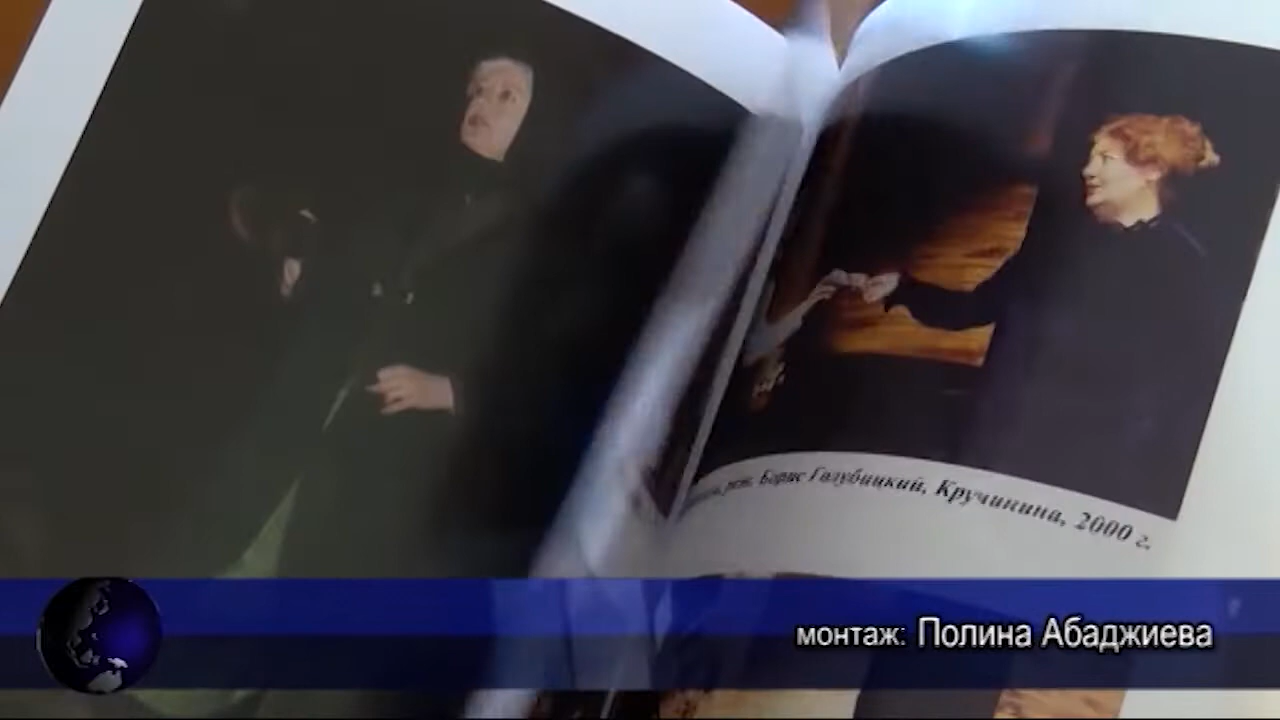 реж. Борис Голубицкий, Кручинина, 2000 г.
монтаж: Полина Абаджиева